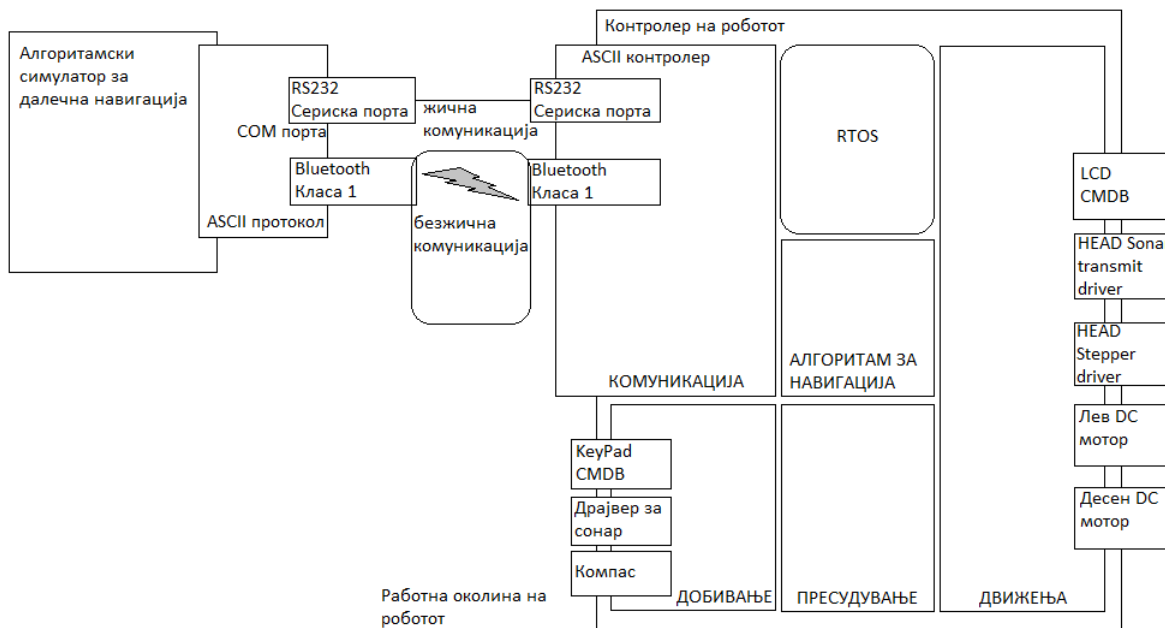 Алгоритамски
симулатор за
далечна навигација
COM порта
ASCII протокол
RS232
Сериска порта
Bluetooth
Класа 1
жична
комуникација
безжична
комуникација
Контролер на роботот
ASCII контролер
RS232
Сериска порта
Bluetooth
Класа 1
КОМУНИКАЦИЈА
RTOS
АЛГОРИТАМ ЗА
НАВИГАЦИЈА
LCD
CMDB
HEAD Sona
transmit
driver
HEAD
Stepper
driver
Лев DC
мотор
Десен DC
мотор
KeyPad
CMDB
Драјвер за
сонар
Компас
ДОБИВАЊЕ
ПРЕСУДУВАЊЕ
ДВИЖЕЊА
Работна околина на
роботот